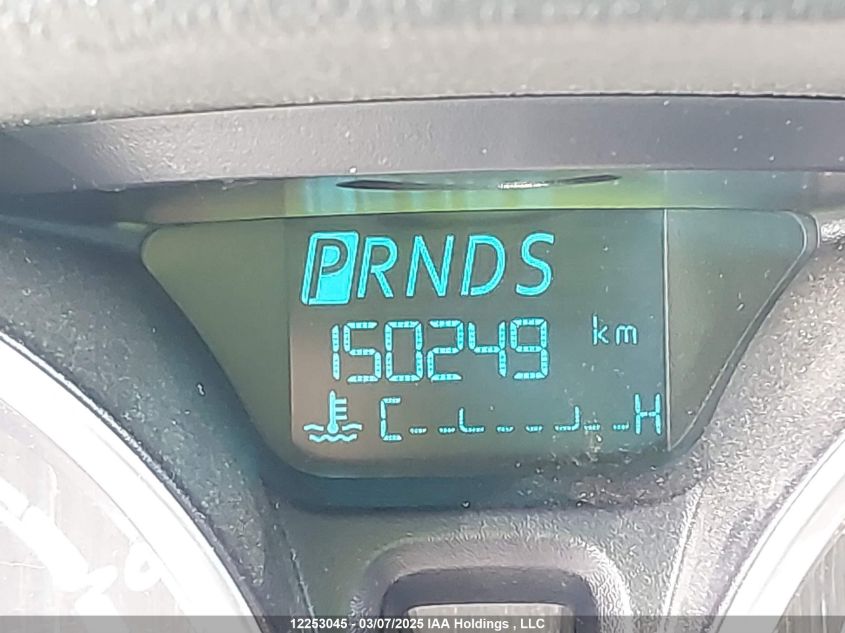 PRNDS
150249 km
C H
12253045 - 03/07/2025 IAA Holdings , LLC